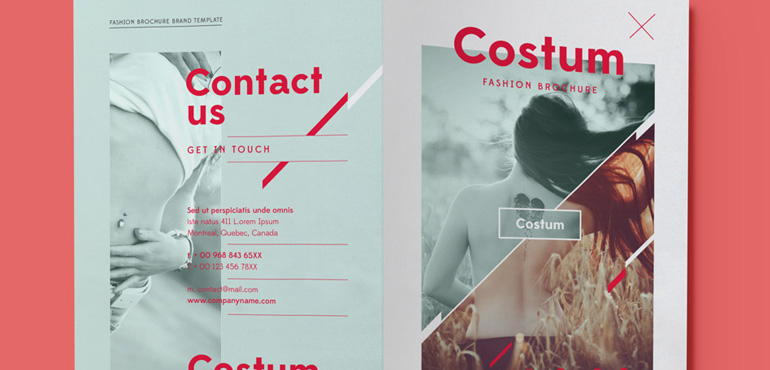 FASHION BROCHURE BRAND TEMPLATE
Contact
us
GET IN TOUCH
Sed ut perspiciatis unde omnis
iste natus 411 Lorem Ipsum
Montreal, Quebec, Canada
t. + 00 968 843 65XX
F. + 00 123 456 78XX
m. contact@mail.com
www.companyname.com
Costum
Costum
FASHION BROCHURE
Costum